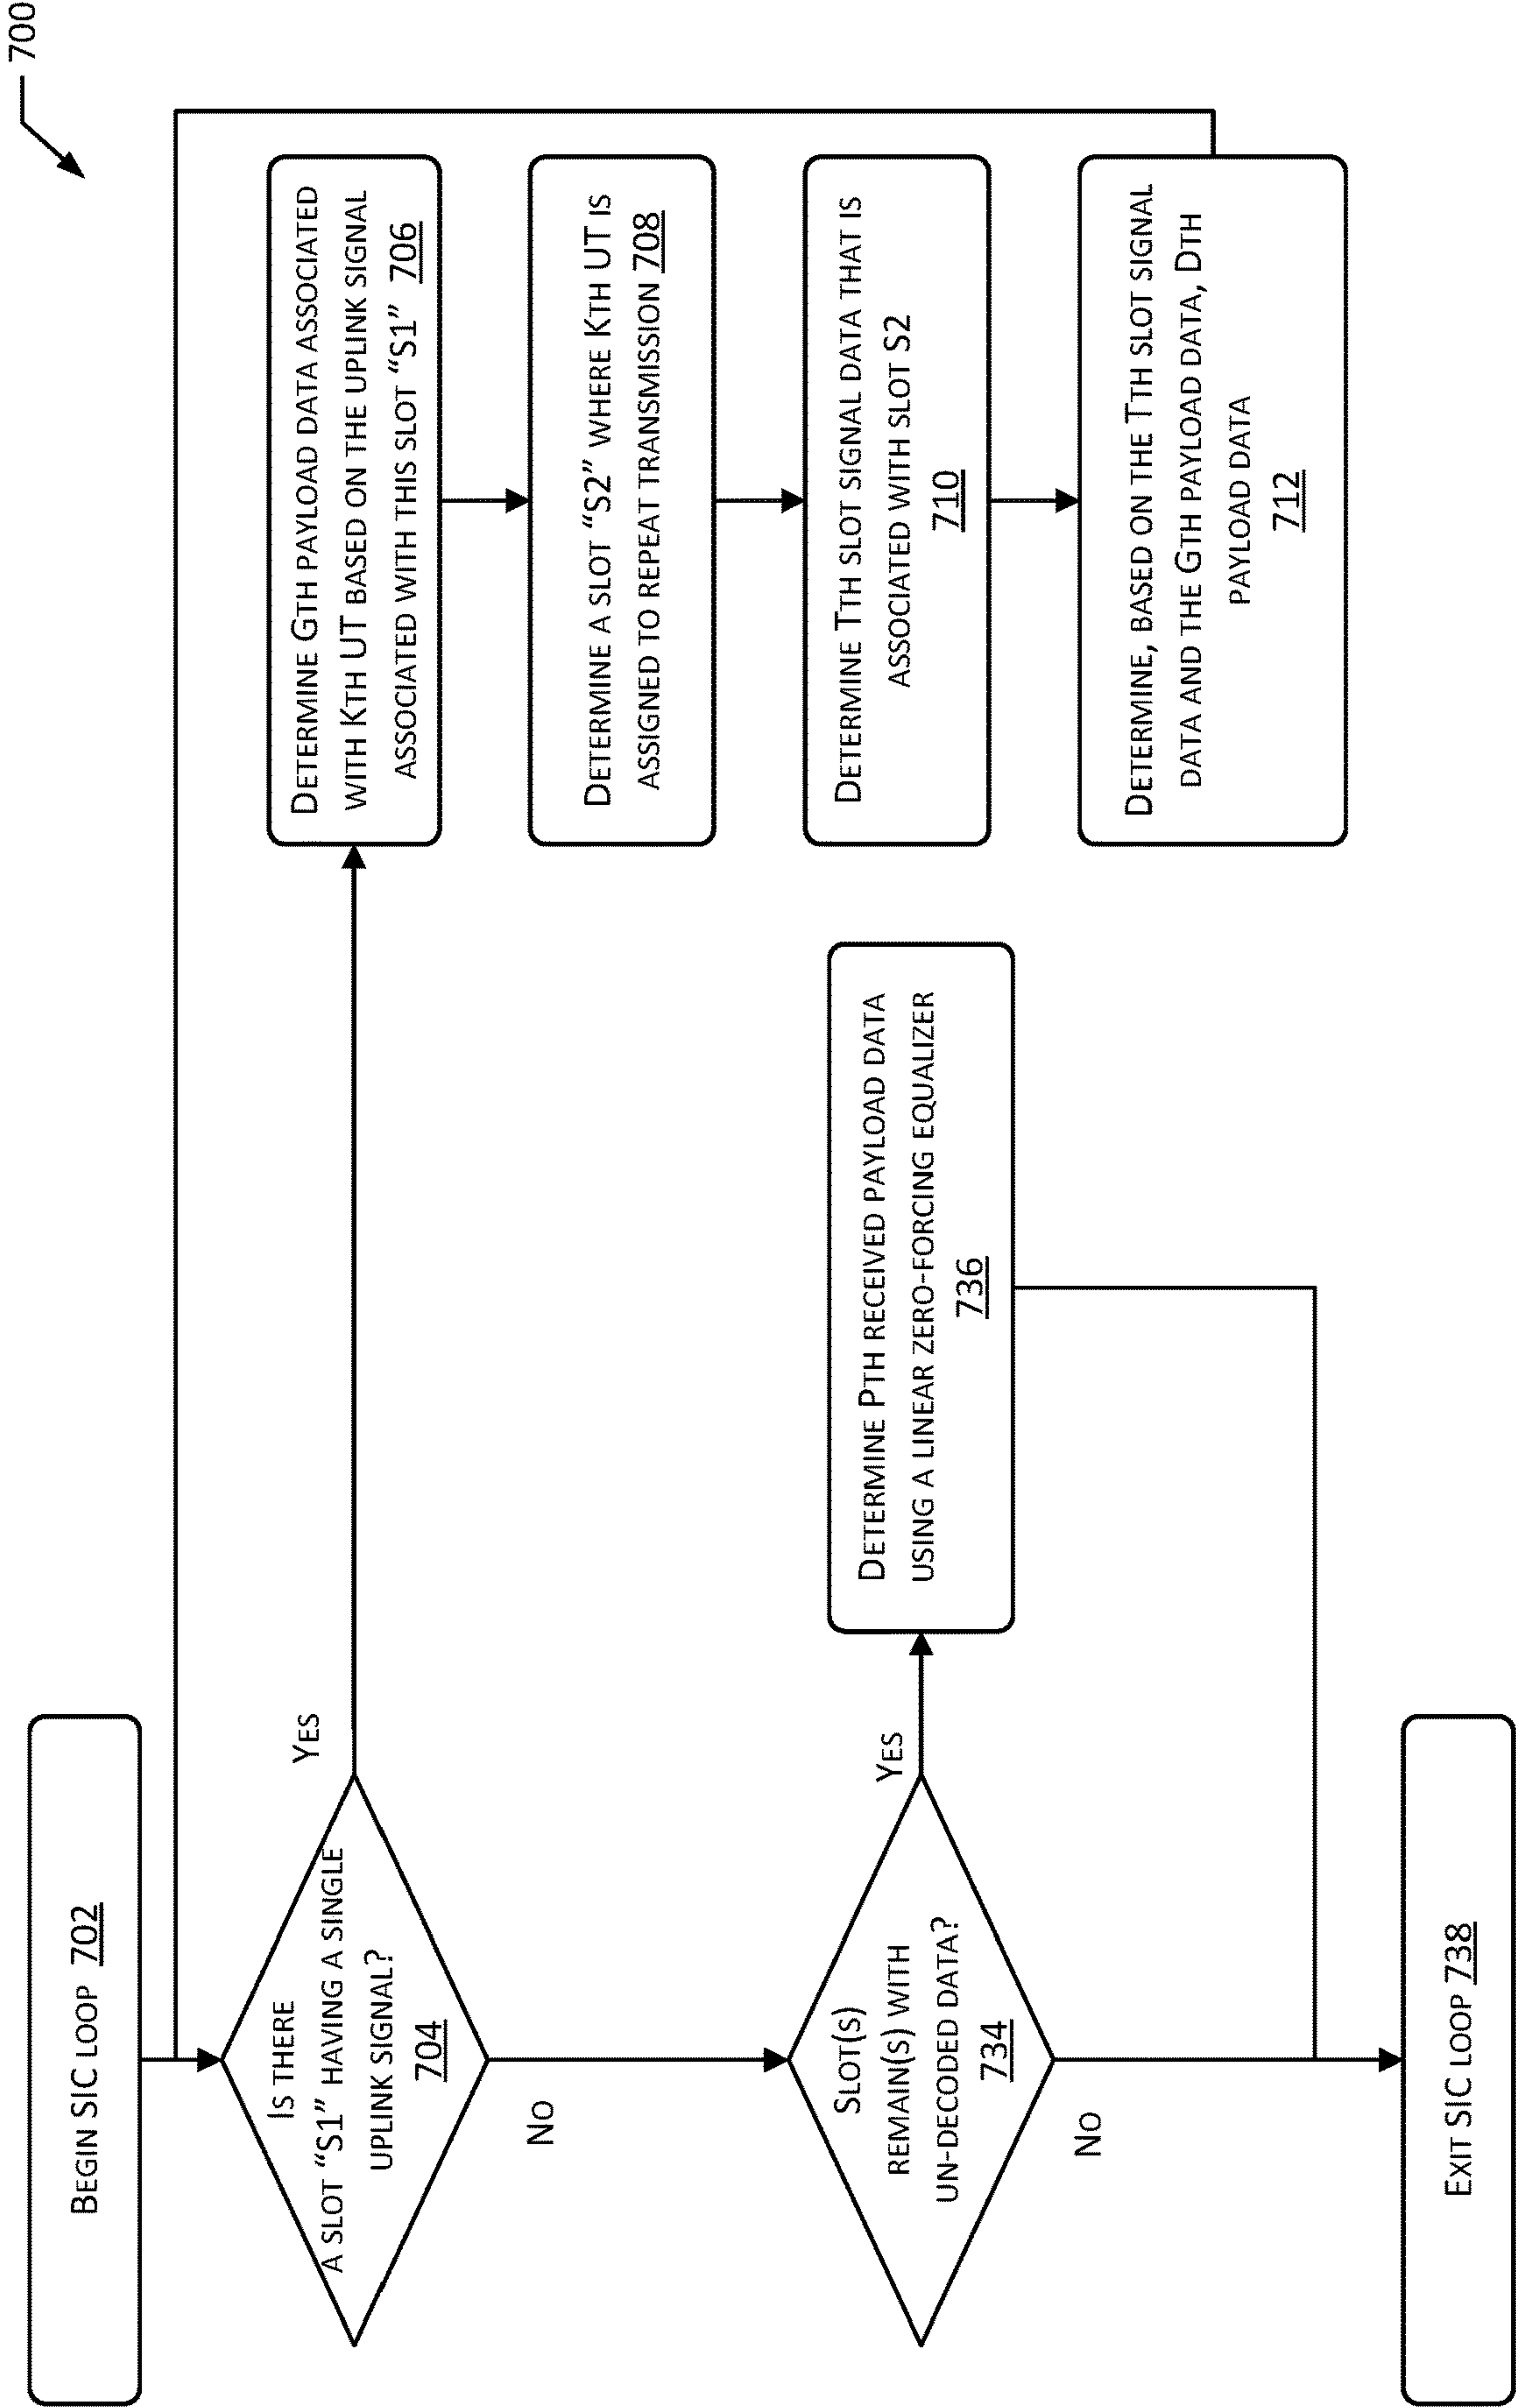 700
BEGIN SIC LOOP 702
IS THERE
A SLOT “S1” HAVING A SINGLE
UPLINK SIGNAL?
704
YES
NO
DETERMINE GTH PAYLOAD DATA ASSOCIATED
WITH KTH UT BASED ON THE UPLINK SIGNAL
ASSOCIATED WITH THIS SLOT “S1” 706
DETERMINE A SLOT “S2” WHERE KTH UT IS
ASSIGNED TO REPEAT TRANSMISSION 708
DETERMINE TTH SLOT SIGNAL DATA THAT IS
ASSOCIATED WITH SLOT S2
710
DETERMINE, BASED ON THE TTH SLOT SIGNAL
DATA AND THE GTH PAYLOAD DATA, DTH
PAYLOAD DATA
712
SLOT(S)
REMAIN(S) WITH
UN-DECODED DATA?
734
YES
NO
DETERMINE PTH RECEIVED PAYLOAD DATA
USING A LINEAR ZERO-FORCING EQUALIZER
736
EXIT SIC LOOP 738